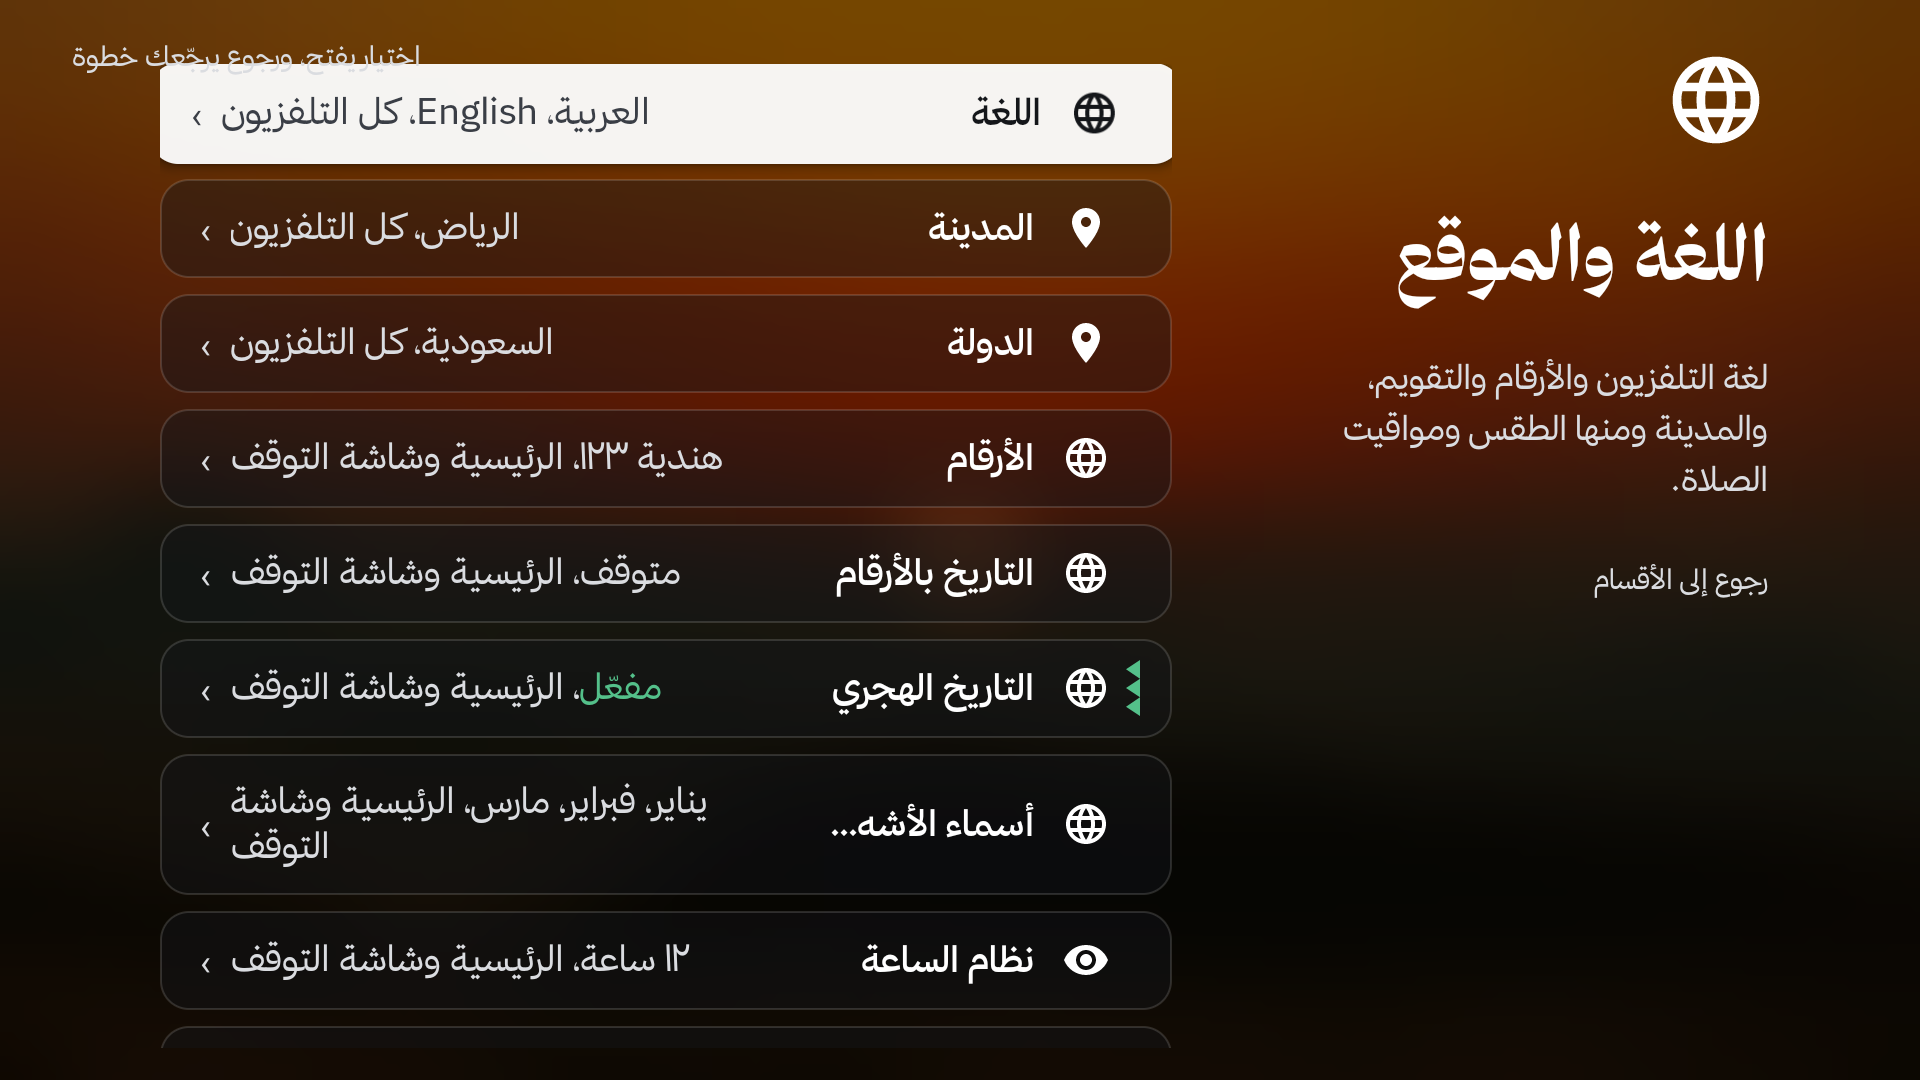 اللغة والموقع
لغة التلفزيون والأرقام والتقويم،
والمدينة ومنها الطقس ومواقيت
الصلاة.
رجوع إلى الأقسام
اختيار يفتح، ورجوع يرجّعك خطوة
اللغة العربية، English، كل التلفزيون ‹
المدينة الرياض، كل التلفزيون ‹
الدولة السعودية، كل التلفزيون ‹
الأرقام هندية ١٢٣، الرئيسية وشاشة التوقف ‹
التاريخ بالأرقام متوقف، الرئيسية وشاشة التوقف ‹
التاريخ الهجري مفعّل، الرئيسية وشاشة التوقف ‹
أسماء الأشه... يناير، فبراير، مارس، الرئيسية وشاشة
التوقف ‹
نظام الساعة ١٢ ساعة، الرئيسية وشاشة التوقف ‹